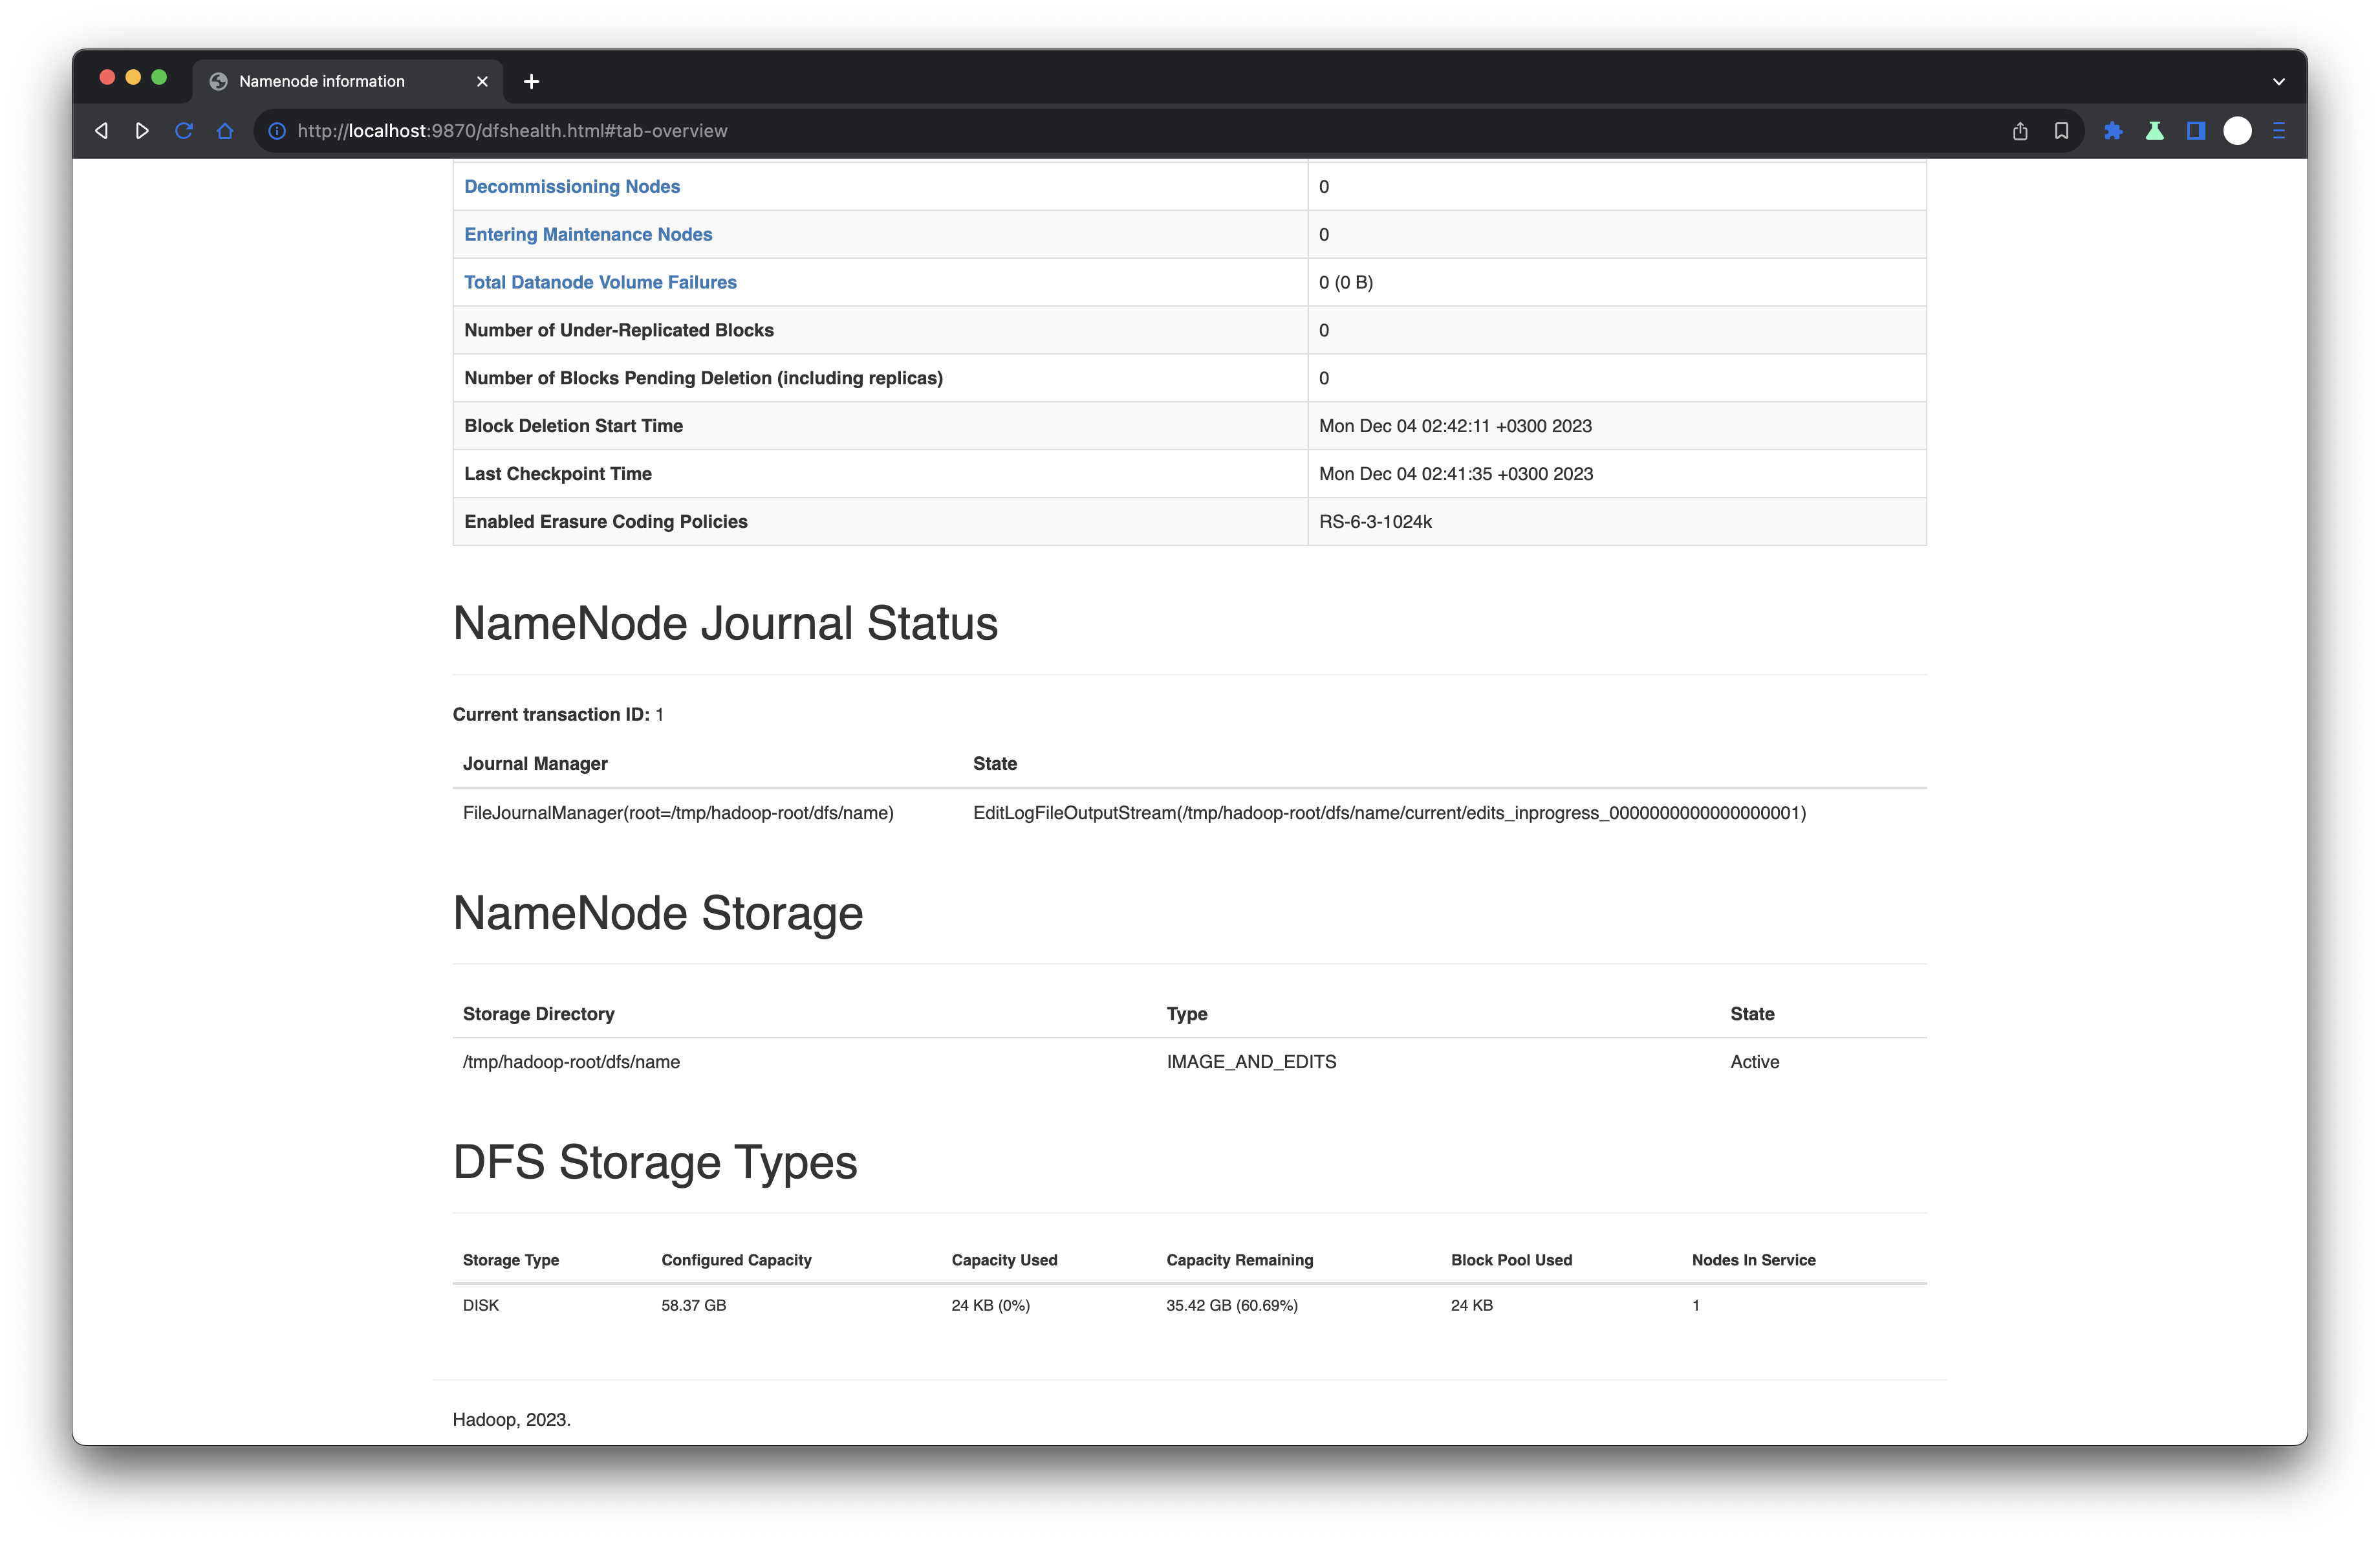 Namenode information
http://localhost:9870/dfshealth.html#tab-overview
Decommissioning Nodes 0
Entering Maintenance Nodes 0
Total Datanode Volume Failures 0 (0 B)
Number of Under-Replicated Blocks 0
Number of Blocks Pending Deletion (including replicas) 0
Block Deletion Start Time Mon Dec 04 02:42:11 +0300 2023
Last Checkpoint Time Mon Dec 04 02:41:35 +0300 2023
Enabled Erasure Coding Policies RS-6-3-1024k
NameNode Journal Status
Current transaction ID: 1
Journal Manager State
FileJournalManager(root=/tmp/hadoop-root/dfs/name) EditLogFileOutputStream(/tmp/hadoop-root/dfs/name/current/edits_inprogress_0000000000000000001)
NameNode Storage
Storage Directory Type State
/tmp/hadoop-root/dfs/name IMAGE_AND_EDITS Active
DFS Storage Types
Storage Type Configured Capacity Capacity Used Capacity Remaining Block Pool Used Nodes In Service
DISK 58.37 GB 24 KB (0%) 35.42 GB (60.69%) 24 KB 1
Hadoop, 2023.